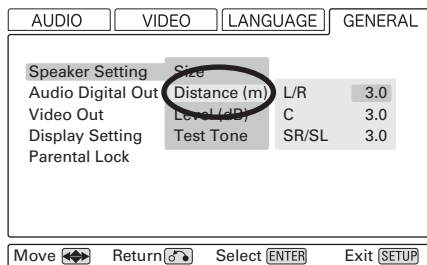 AUDIO VIDEO LANGUAGE GENERAL
Speaker Setting Size
Audio Digital Out Distance (m) L/R 3.0
Video Out Level (dB) C 3.0
Display Setting Test Tone SR/SL 3.0
Parental Lock
Move Return Select ENTER Exit SETUP